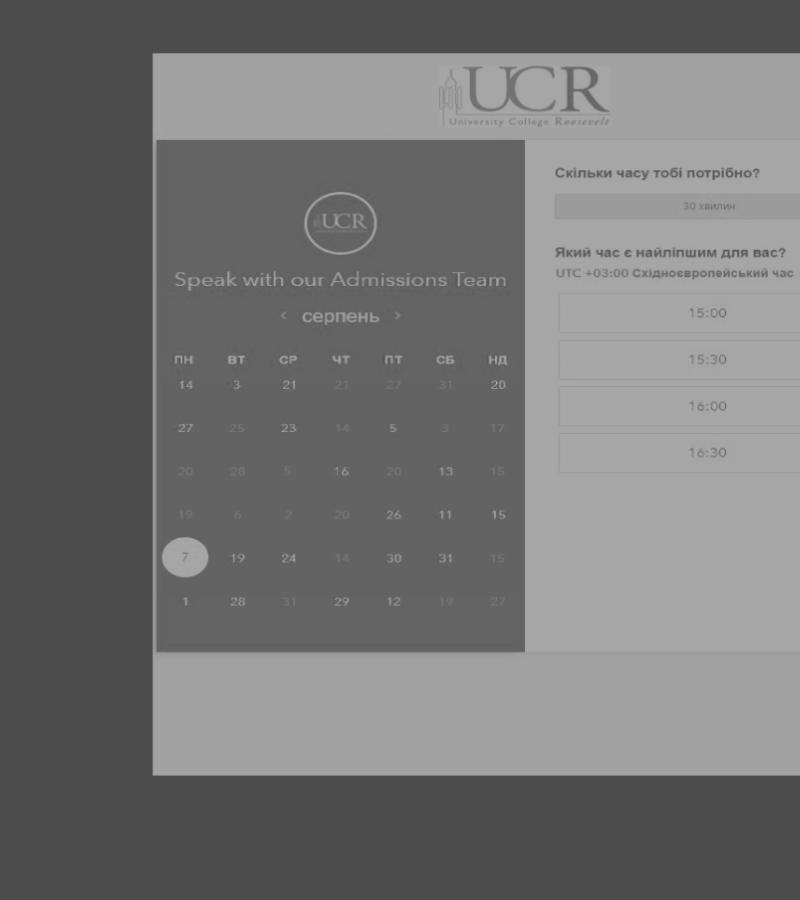 UCR
University College Roosevelt
UCR
Speak with our Admissions Team
‹ серпень ›
ПН ВТ СР ЧТ ПТ СБ НД
14 3 21 21 27 31 20
27 25 23 14 5 3 17
20 28 5 16 20 13 15
19 6 2 20 26 11 15
7 19 24 14 30 31 15
1 28 31 29 12 19 27
Скільки часу тобі потрібно?
30 хвилин
Який час є найліпшим для вас?
UTC +03:00 Східноєвропейський час
15:00
15:30
16:00
16:30